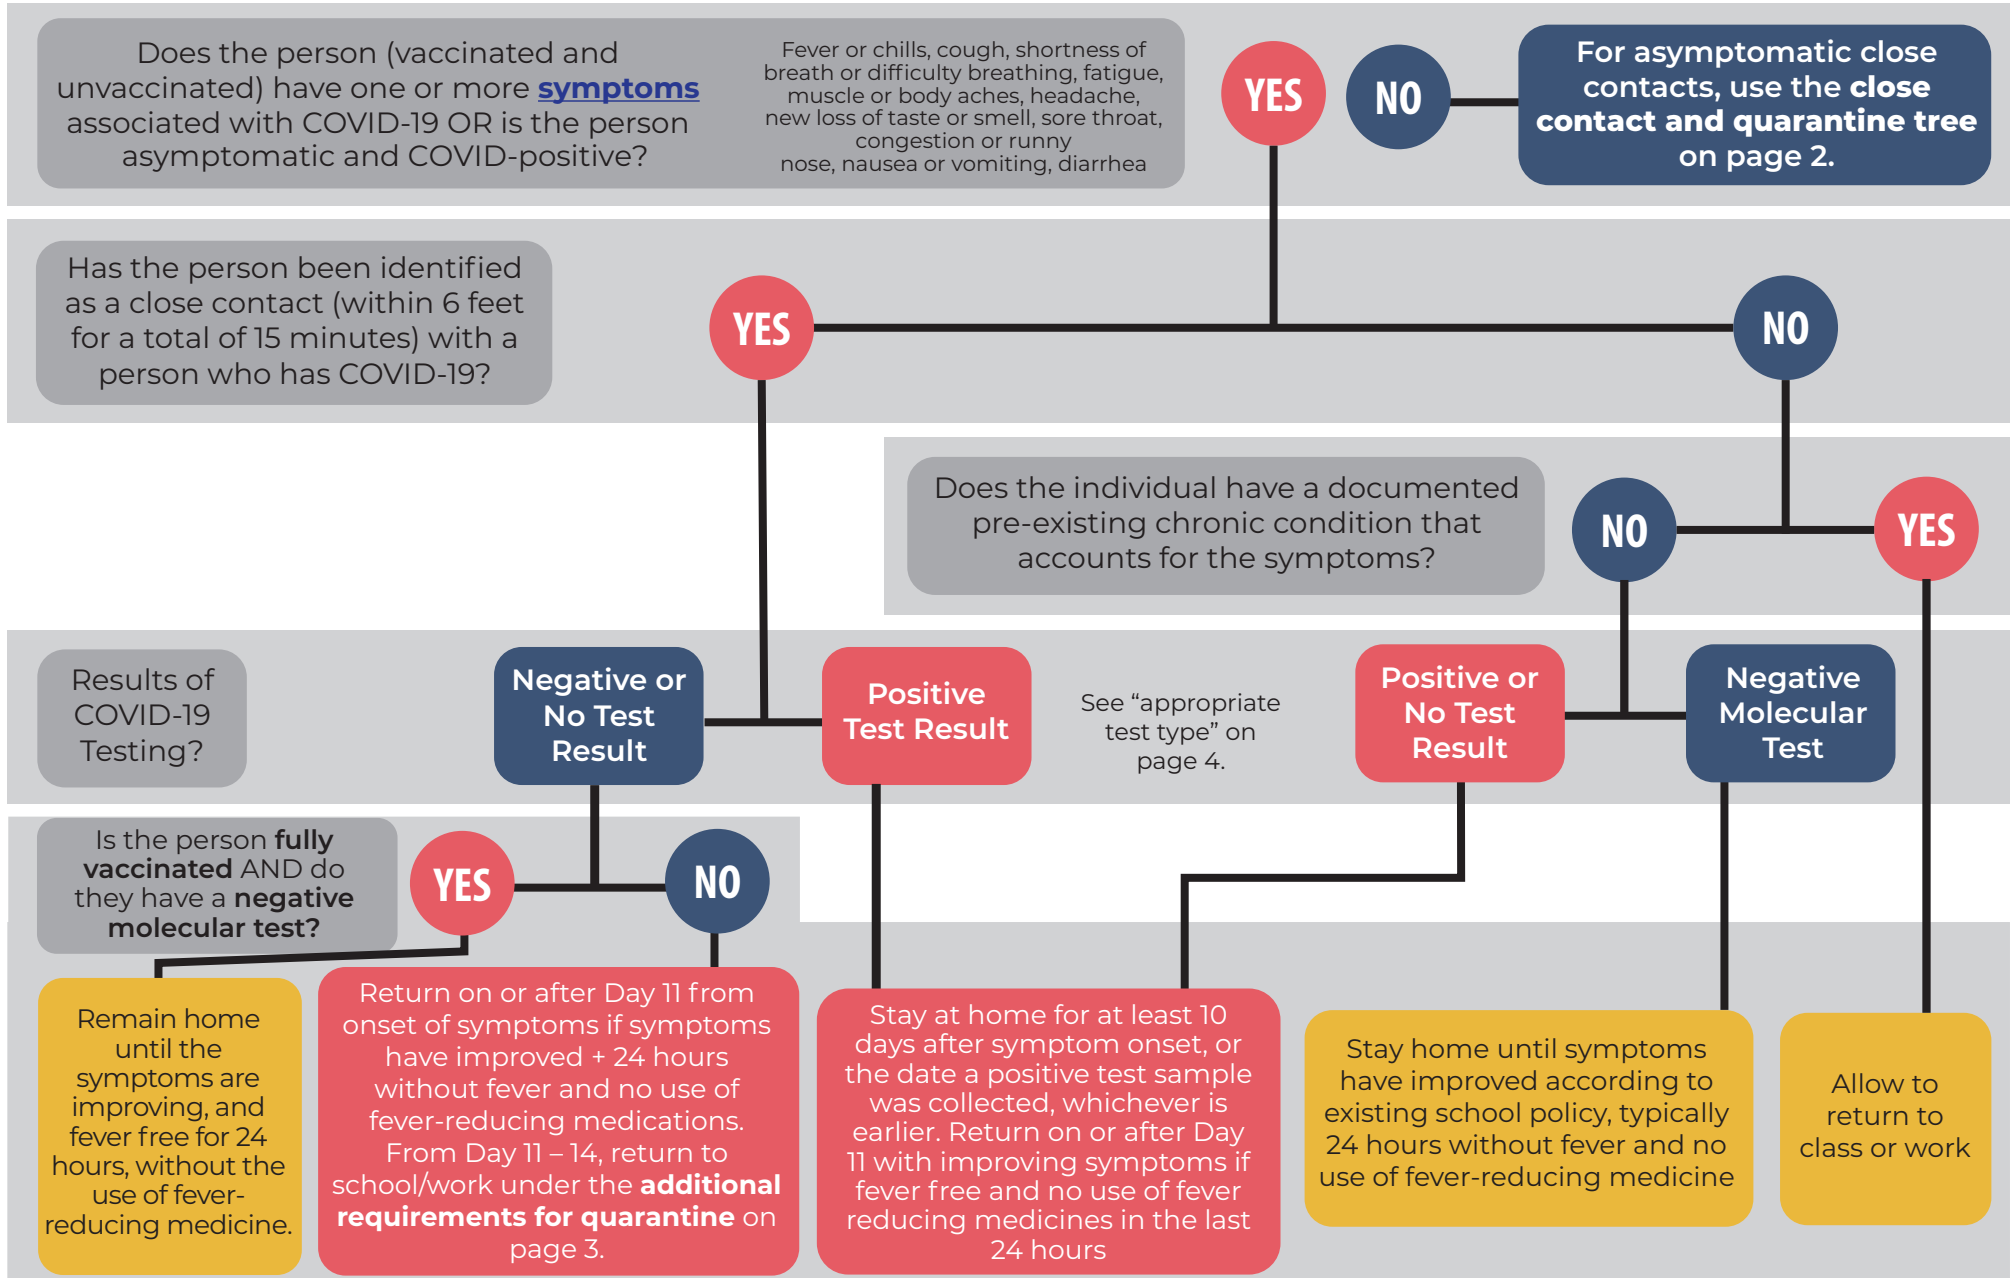 Does the person (vaccinated and
unvaccinated) have one or more symptoms
associated with COVID-19 OR is the person
asymptomatic and COVID-positive?
Fever or chills, cough, shortness of
breath or difficulty breathing, fatigue,
muscle or body aches, headache,
new loss of taste or smell, sore throat,
congestion or runny
nose, nausea or vomiting, diarrhea
YES
NO
For asymptomatic close
contacts, use the close
contact and quarantine tree
on page 2.
Has the person been identified
as a close contact (within 6 feet
for a total of 15 minutes) with a
person who has COVID-19?
YES
NO
Does the individual have a documented
pre-existing chronic condition that
accounts for the symptoms?
NO
YES
Results of
COVID-19
Testing?
Negative or
No Test
Result
Positive
Test Result
See “appropriate
test type” on
page 4.
Positive or
No Test
Result
Negative
Molecular
Test
Is the person fully
vaccinated AND do
they have a negative
molecular test?
YES
NO
Remain home
until the
symptoms are
improving, and
fever free for 24
hours, without the
use of fever-
reducing medicine.
Return on or after Day 11 from
onset of symptoms if symptoms
have improved + 24 hours
without fever and no use of
fever-reducing medications.
From Day 11 – 14, return to
school/work under the additional
requirements for quarantine on
page 3.
Stay at home for at least 10
days after symptom onset, or
the date a positive test sample
was collected, whichever is
earlier. Return on or after Day
11 with improving symptoms if
fever free and no use of fever
reducing medicines in the last
24 hours
Stay home until symptoms
have improved according to
existing school policy, typically
24 hours without fever and no
use of fever-reducing medicine
Allow to
return to
class or work